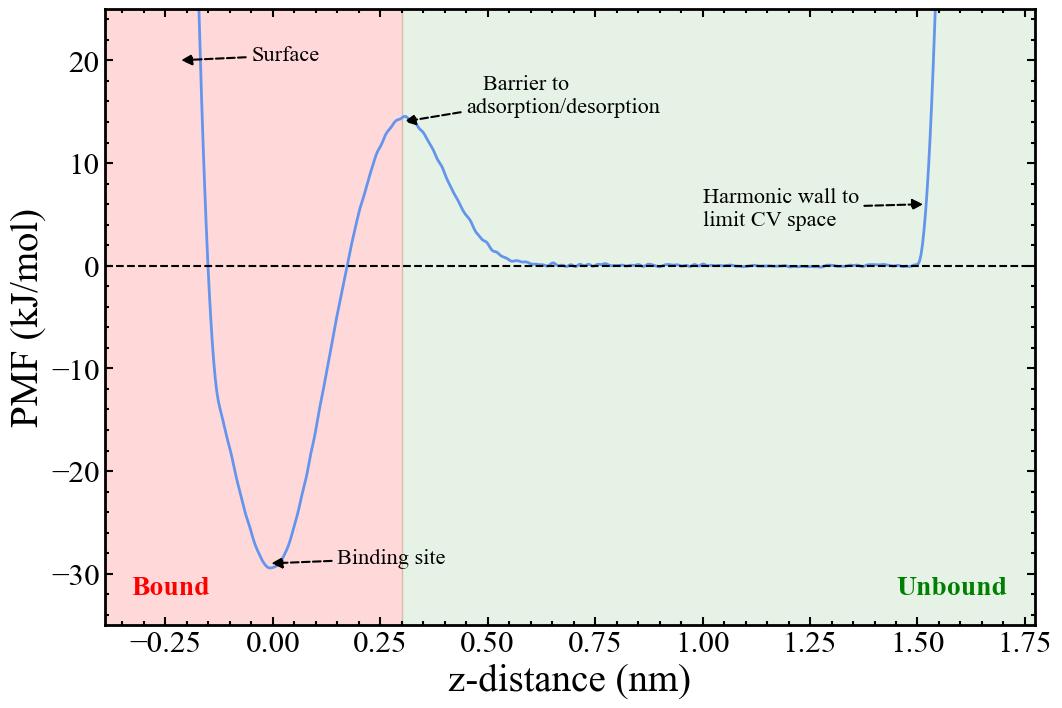 PMF (kJ/mol)
20
10
0
−10
−20
−30
Surface
Barrier to
adsorption/desorption
Harmonic wall to
limit CV space
Binding site
Bound
Unbound
−0.25 0.00 0.25 0.50 0.75 1.00 1.25 1.50 1.75
z-distance (nm)